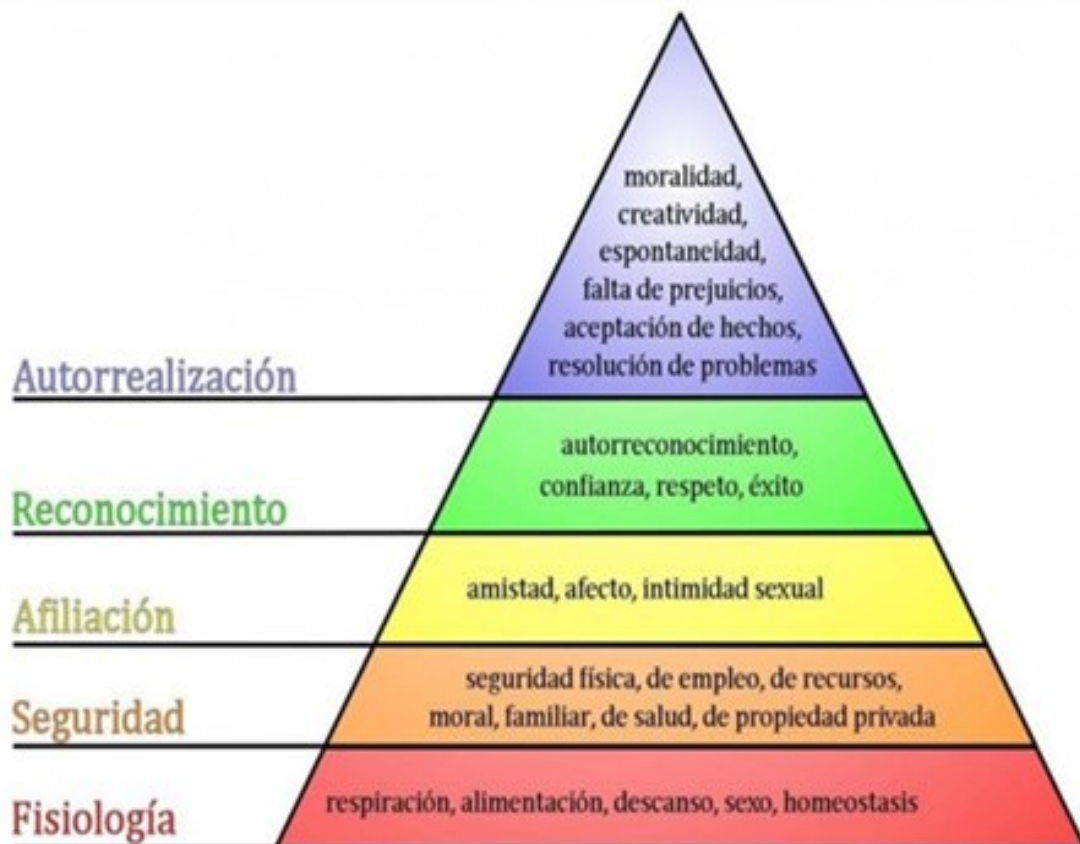 moralidad,
creatividad,
espontaneidad,
falta de prejuicios,
aceptación de hechos,
resolución de problemas
Autorrealización
autorreconocimiento,
confianza, respeto, éxito
Reconocimiento
amistad, afecto, intimidad sexual
Afiliación
seguridad física, de empleo, de recursos,
moral, familiar, de salud, de propiedad privada
Seguridad
respiración, alimentación, descanso, sexo, homeostasis
Fisiología